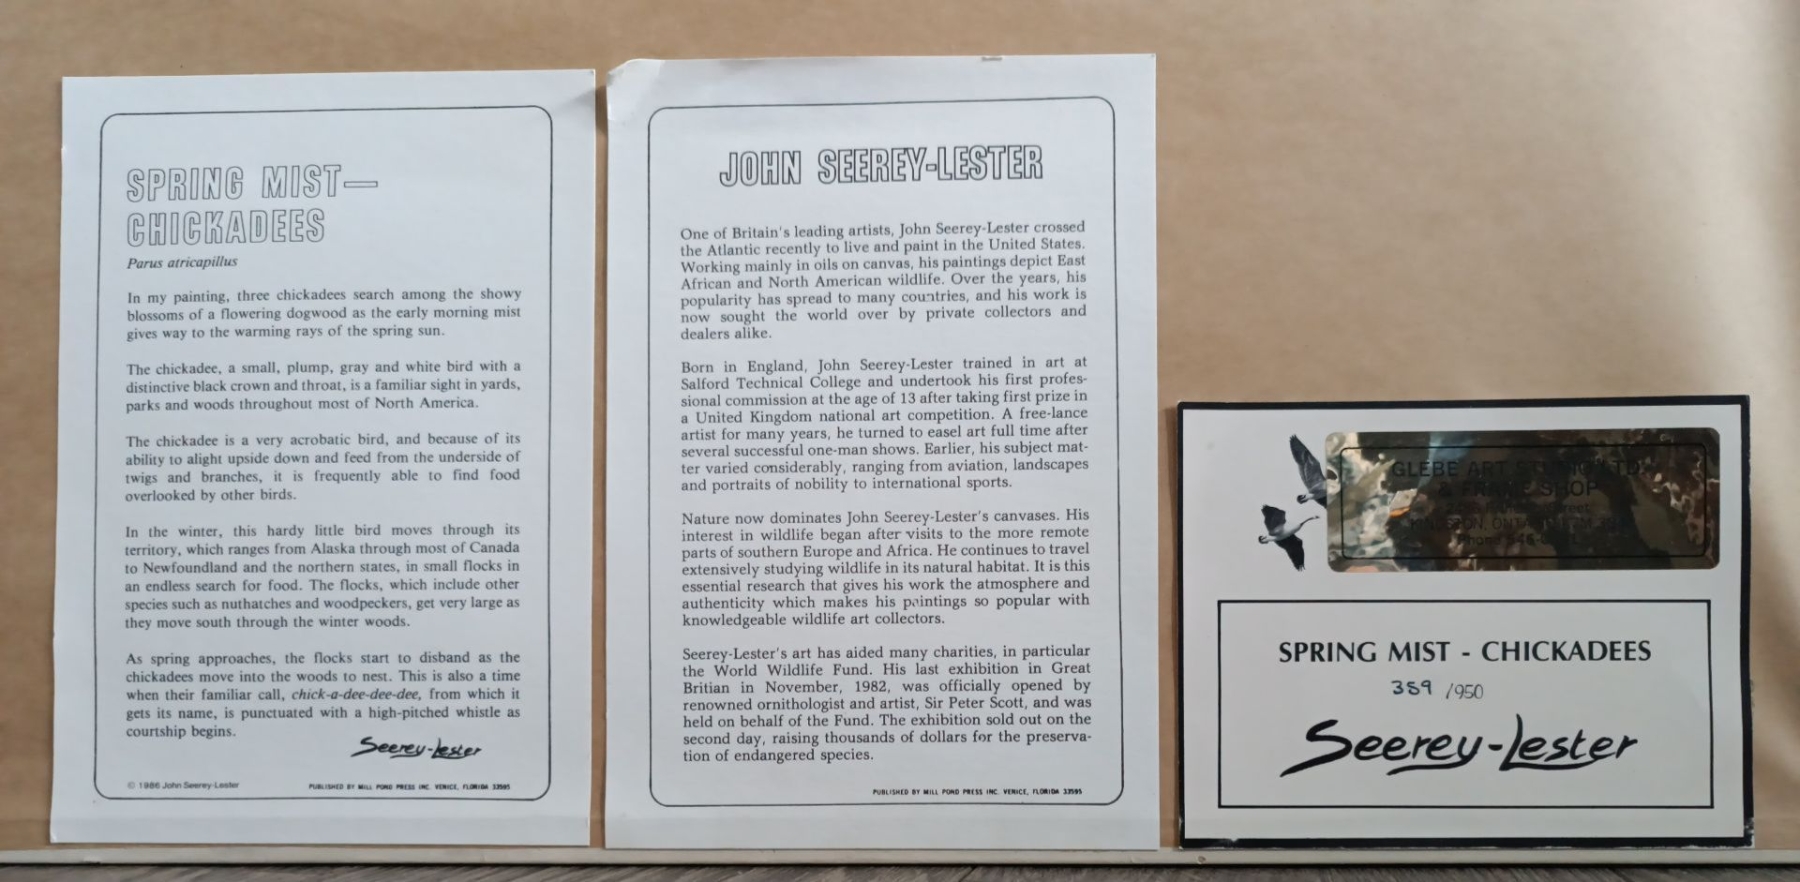 SPRING MIST—
CHICKADEES
Parus atricapillus
In my painting, three chickadees search among the showy
blossoms of a flowering dogwood as the early morning mist
gives way to the warming rays of the spring sun.
The chickadee, a small, plump, gray and white bird with a
distinctive black crown and throat, is a familiar sight in yards,
parks and woods throughout most of North America.
The chickadee is a very acrobatic bird, and because of its
ability to alight upside down and feed from the underside of
twigs and branches, it is frequently able to find food
overlooked by other birds.
In the winter, this hardy little bird moves through its
territory, which ranges from Alaska through most of Canada
to Newfoundland and the northern states, in small flocks in
an endless search for food. The flocks, which include other
species such as nuthatches and woodpeckers, get very large as
they move south through the winter woods.
As spring approaches, the flocks start to disband as the
chickadees move into the woods to nest. This is also a time
when their familiar call, chick-a-dee-dee-dee, from which it
gets its name, is punctuated with a high-pitched whistle as
courtship begins.
Seerey-Lester
© 1986 John Seerey-Lester
PUBLISHED BY MILL POND PRESS INC. VENICE, FLORIDA 33595
JOHN SEEREY-LESTER
One of Britain's leading artists, John Seerey-Lester crossed
the Atlantic recently to live and paint in the United States.
Working mainly in oils on canvas, his paintings depict East
African and North American wildlife. Over the years, his
popularity has spread to many countries, and his work is
now sought the world over by private collectors and
dealers alike.
Born in England, John Seerey-Lester trained in art at
Salford Technical College and undertook his first profes-
sional commission at the age of 13 after taking first prize in
a United Kingdom national art competition. A free-lance
artist for many years, he turned to easel art full time after
several successful one-man shows. Earlier, his subject mat-
ter varied considerably, ranging from aviation, landscapes
and portraits of nobility to international sports.
Nature now dominates John Seerey-Lester's canvases. His
interest in wildlife began after visits to the more remote
parts of southern Europe and Africa. He continues to travel
extensively studying wildlife in its natural habitat. It is this
essential research that gives his work the atmosphere and
authenticity which makes his paintings so popular with
knowledgeable wildlife art collectors.
Seerey-Lester's art has aided many charities, in particular
the World Wildlife Fund. His last exhibition in Great
Britian in November, 1982, was officially opened by
renowned ornithologist and artist, Sir Peter Scott, and was
held on behalf of the Fund. The exhibition sold out on the
second day, raising thousands of dollars for the preserva-
tion of endangered species.
PUBLISHED BY MILL POND PRESS INC. VENICE, FLORIDA 33595
GLEBE ART STUDIO LTD.
& FRAME SHOP
Street
KINGSTON, ONT.
Phone
SPRING MIST - CHICKADEES
359 /950
Seerey-Lester